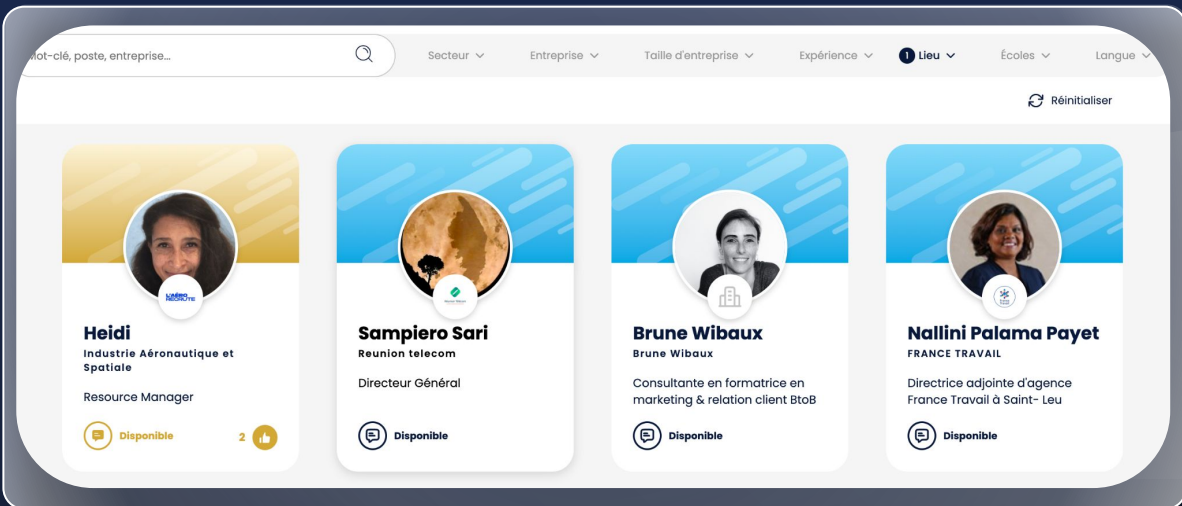 Mot-clé, poste, entreprise...
Secteur
Entreprise
Taille d'entreprise
Expérience
1 Lieu
Écoles
Langue
Réinitialiser
L'AÉRO
RECRUTE
Heidi
Industrie Aéronautique et
Spatiale
Resource Manager
Disponible
2
Sampiero Sari
Reunion telecom
Directeur Général
Disponible
Brune Wibaux
Brune Wibaux
Consultante en formatrice en
marketing & relation client BtoB
Disponible
Nallini Palama Payet
FRANCE TRAVAIL
Directrice adjointe d'agence
France Travail à Saint- Leu
Disponible